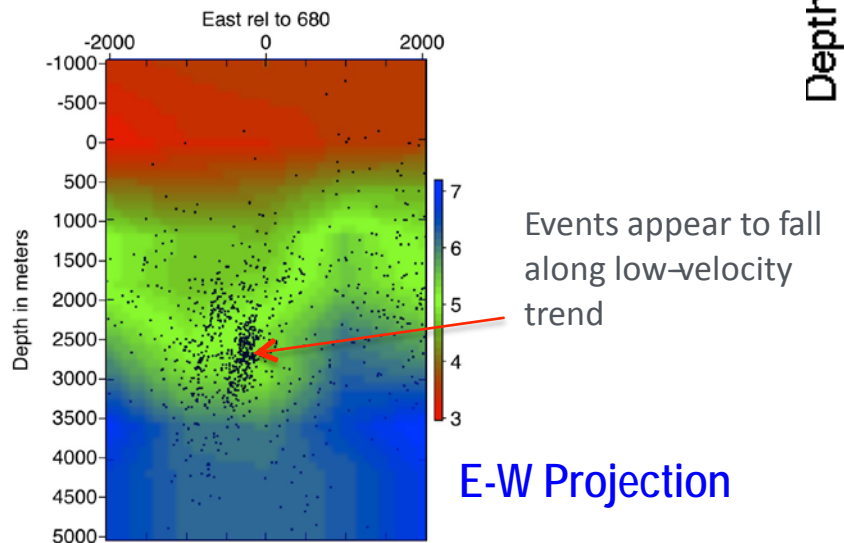 East rel to 680
-2000 0 2000
Depth
-1000
-500
0
500
1000
1500
2000
2500
3000
3500
4000
4500
5000
Depth in meters
7
6
5
4
3
Events appear to fall
along low-velocity
trend
E-W Projection